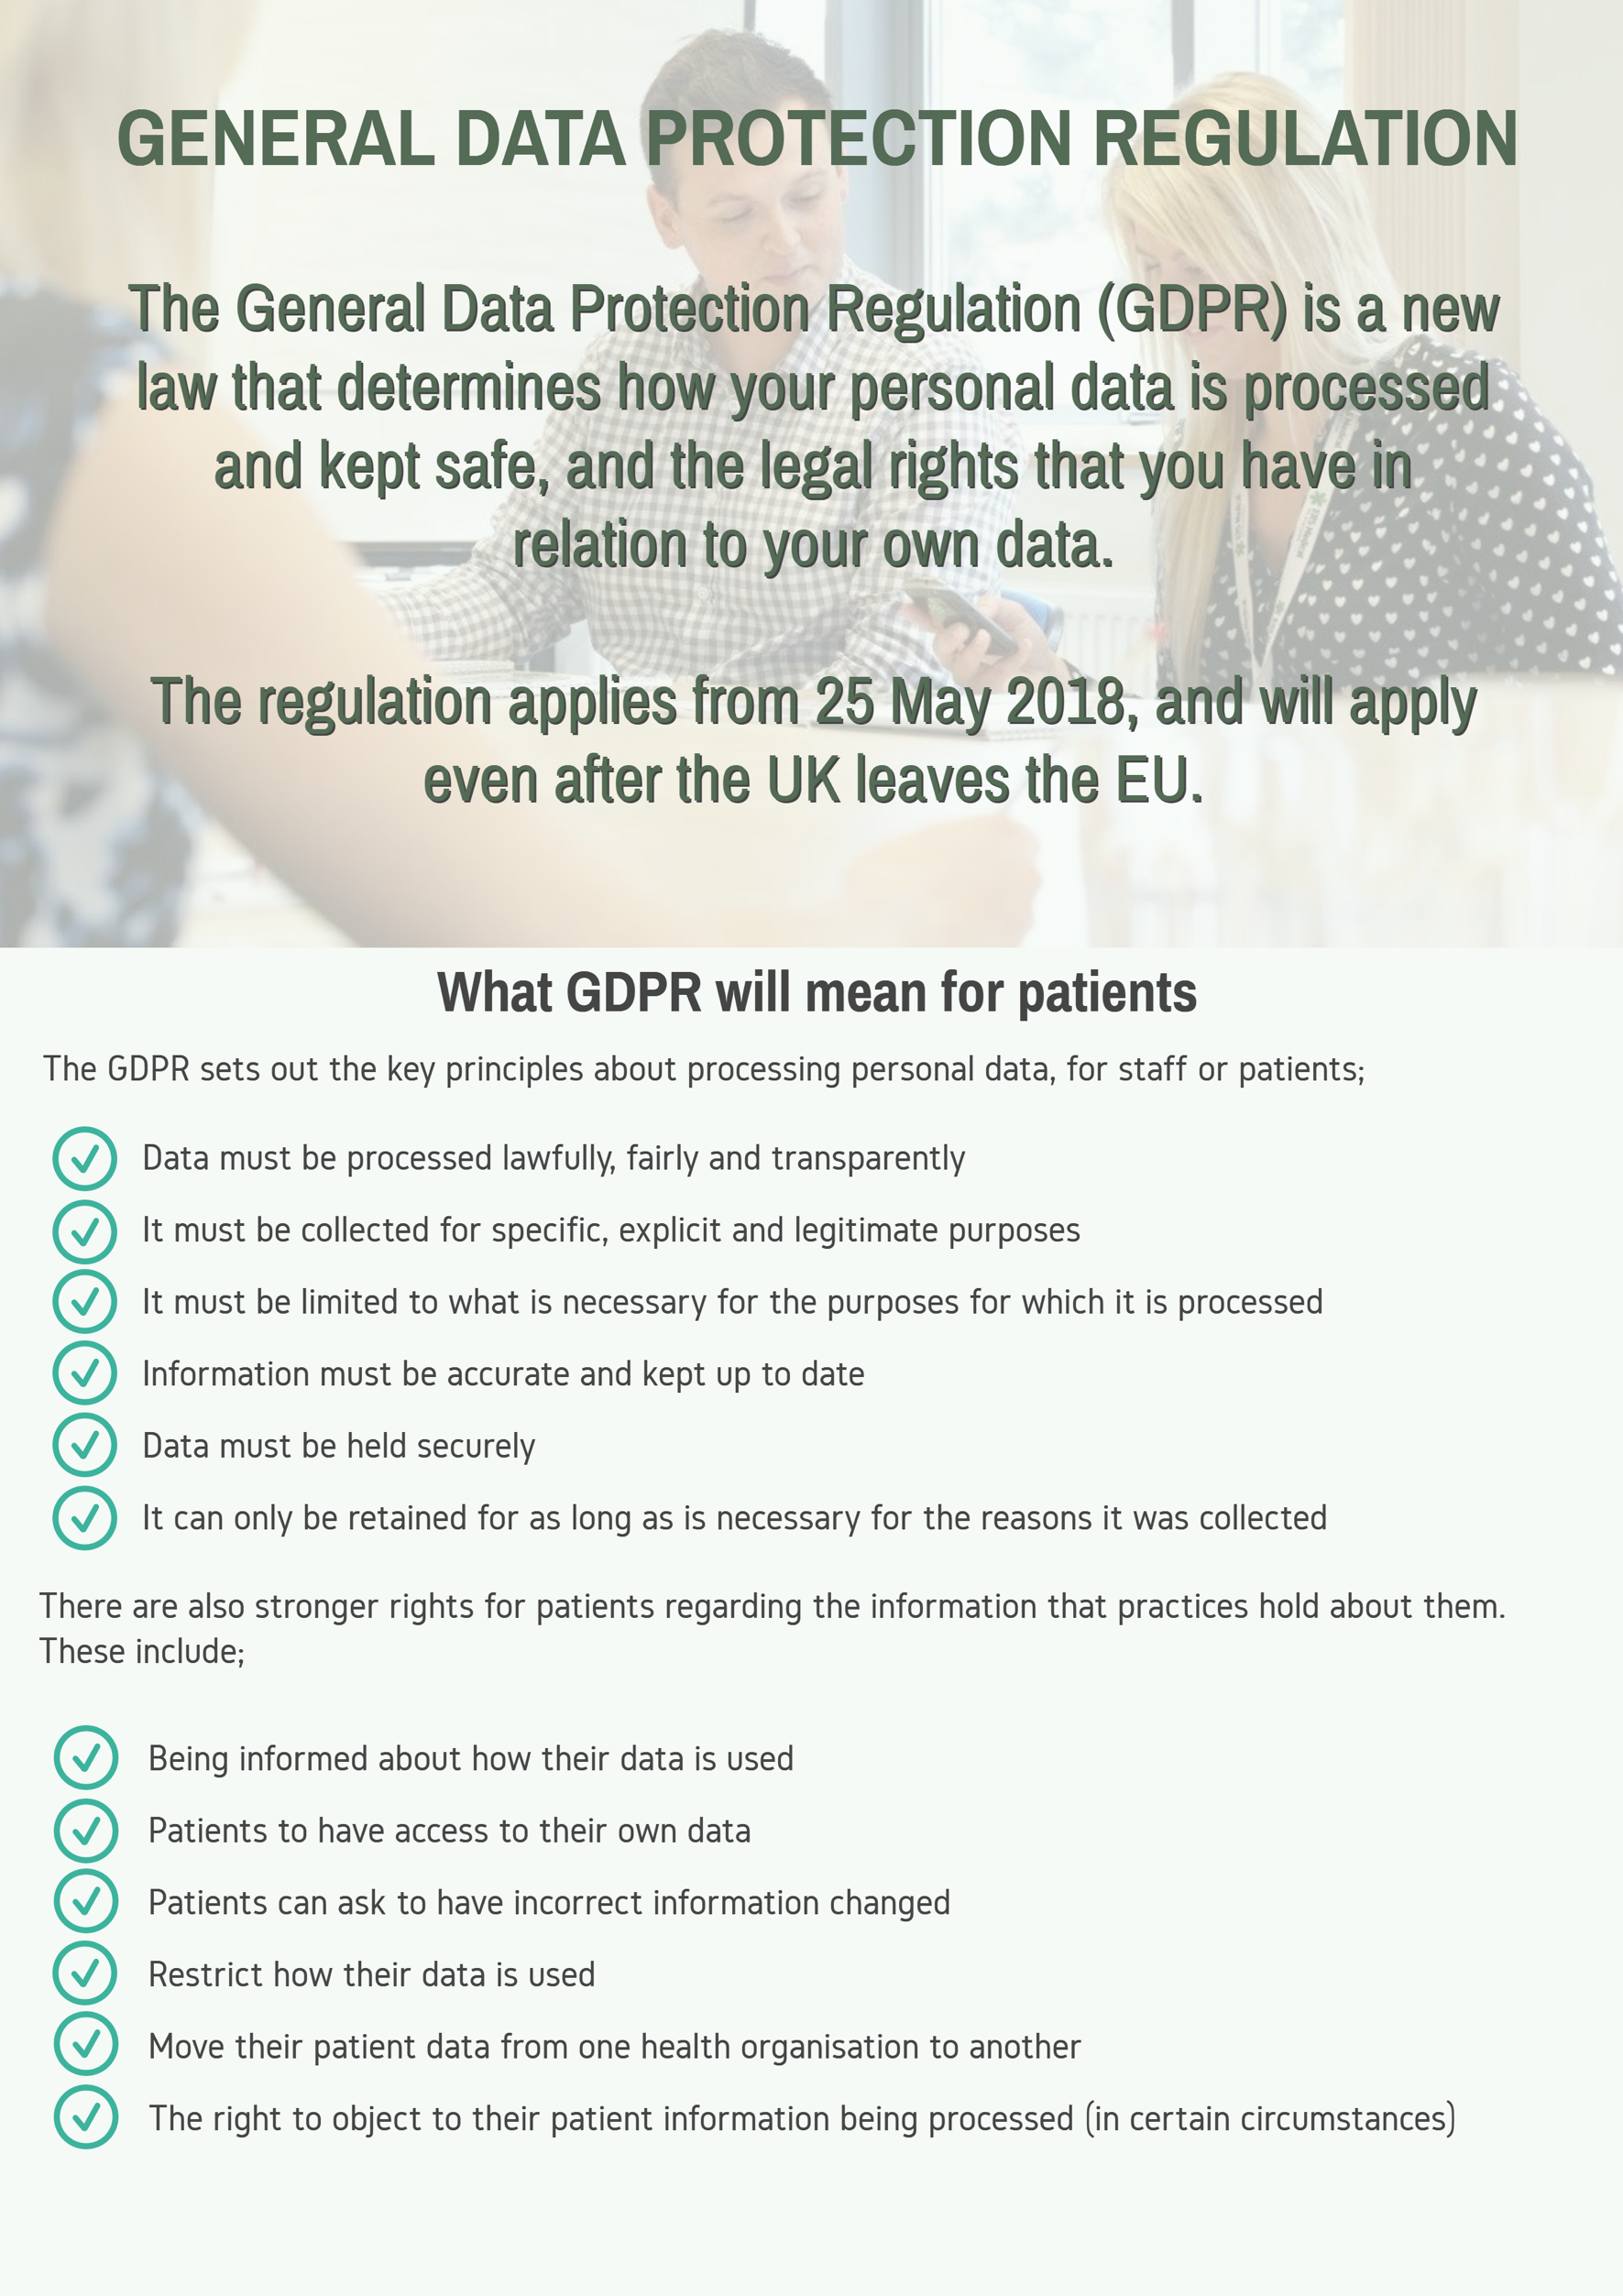 GENERAL DATA PROTECTION REGULATION
The General Data Protection Regulation (GDPR) is a new
law that determines how your personal data is processed
and kept safe, and the legal rights that you have in
relation to your own data.
The regulation applies from 25 May 2018, and will apply
even after the UK leaves the EU.
What GDPR will mean for patients
The GDPR sets out the key principles about processing personal data, for staff or patients;
Data must be processed lawfully, fairly and transparently
It must be collected for specific, explicit and legitimate purposes
It must be limited to what is necessary for the purposes for which it is processed
Information must be accurate and kept up to date
Data must be held securely
It can only be retained for as long as is necessary for the reasons it was collected
There are also stronger rights for patients regarding the information that practices hold about them.
These include;
Being informed about how their data is used
Patients to have access to their own data
Patients can ask to have incorrect information changed
Restrict how their data is used
Move their patient data from one health organisation to another
The right to object to their patient information being processed (in certain circumstances)